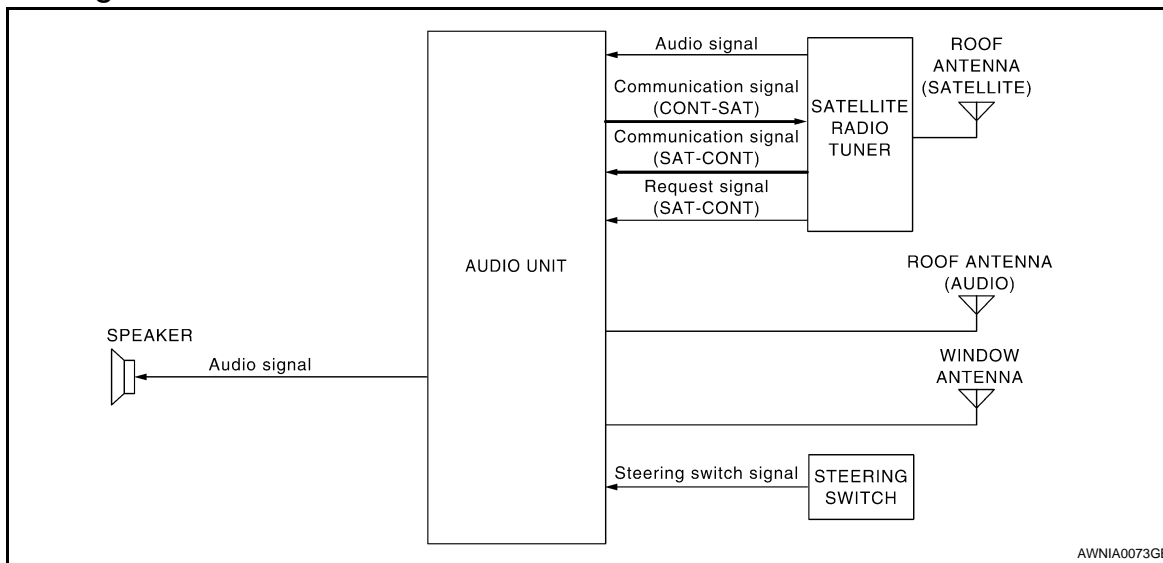 Audio signal
Communication signal
(CONT-SAT)
Communication signal
(SAT-CONT)
Request signal
(SAT-CONT)
SATELLITE
RADIO
TUNER
ROOF
ANTENNA
(SATELLITE)
AUDIO UNIT
ROOF ANTENNA
(AUDIO)
SPEAKER
Audio signal
WINDOW
ANTENNA
Steering switch signal
STEERING
SWITCH